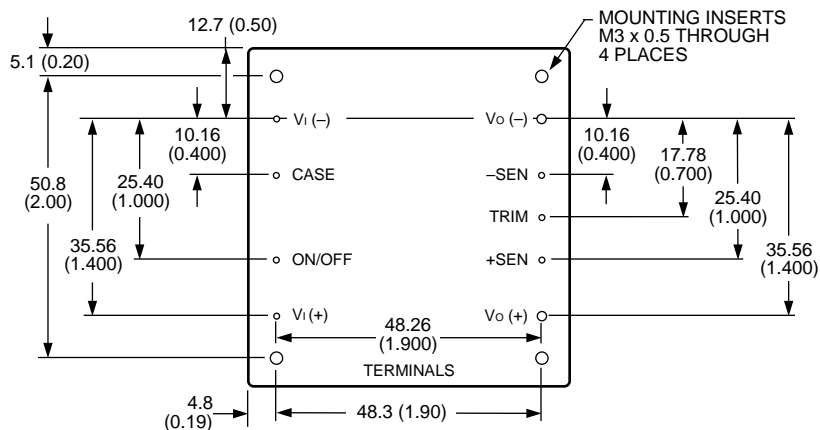 12.7 (0.50)
5.1 (0.20)
MOUNTING INSERTS
M3 x 0.5 THROUGH
4 PLACES
VI (–)
VO (–)
10.16
(0.400)
10.16
(0.400)
CASE
–SEN
17.78
(0.700)
25.40
(1.000)
50.8
(2.00)
25.40
(1.000)
TRIM
35.56
(1.400)
35.56
(1.400)
ON/OFF
+SEN
VI (+)
VO (+)
48.26
(1.900)
TERMINALS
4.8
(0.19)
48.3 (1.90)